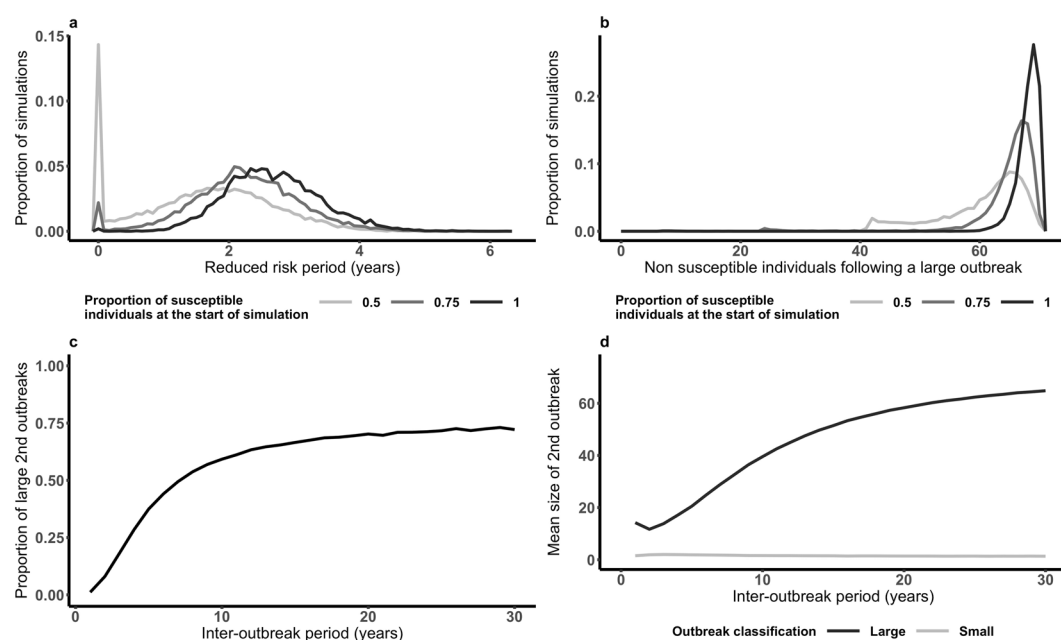 a
Proportion of simulations
0.15
0.10
0.05
0.00
0
2
4
6
Reduced risk period (years)
Proportion of susceptible
individuals at the start of simulation
0.5
0.75
1
b
Proportion of simulations
0.2
0.1
0.0
0
20
40
60
Non susceptible individuals following a large outbreak
Proportion of susceptible
individuals at the start of simulation
0.5
0.75
1
c
Proportion of large 2nd outbreaks
1.00
0.75
0.50
0.25
0.00
0
10
20
30
Inter-outbreak period (years)
d
Mean size of 2nd outbreak
60
40
20
0
0
10
20
30
Inter-outbreak period (years)
Outbreak classification
Large
Small